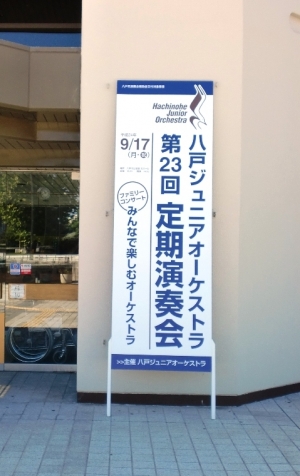 Hachinohe
Junior
Orchestra
八戸ジュニアオーケストラ
第23回 定期演奏会
9/17
(月・祝)
ファミリー
コンサート
みんなで楽しむオーケストラ
>>主催 八戸ジュニアオーケストラ